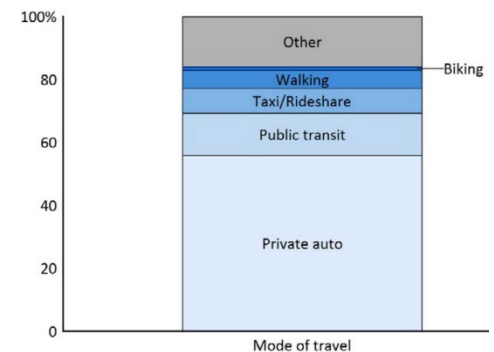 100%
Other
Biking
80
Walking
Taxi/Rideshare
Public transit
60
40
Private auto
20
0
Mode of travel